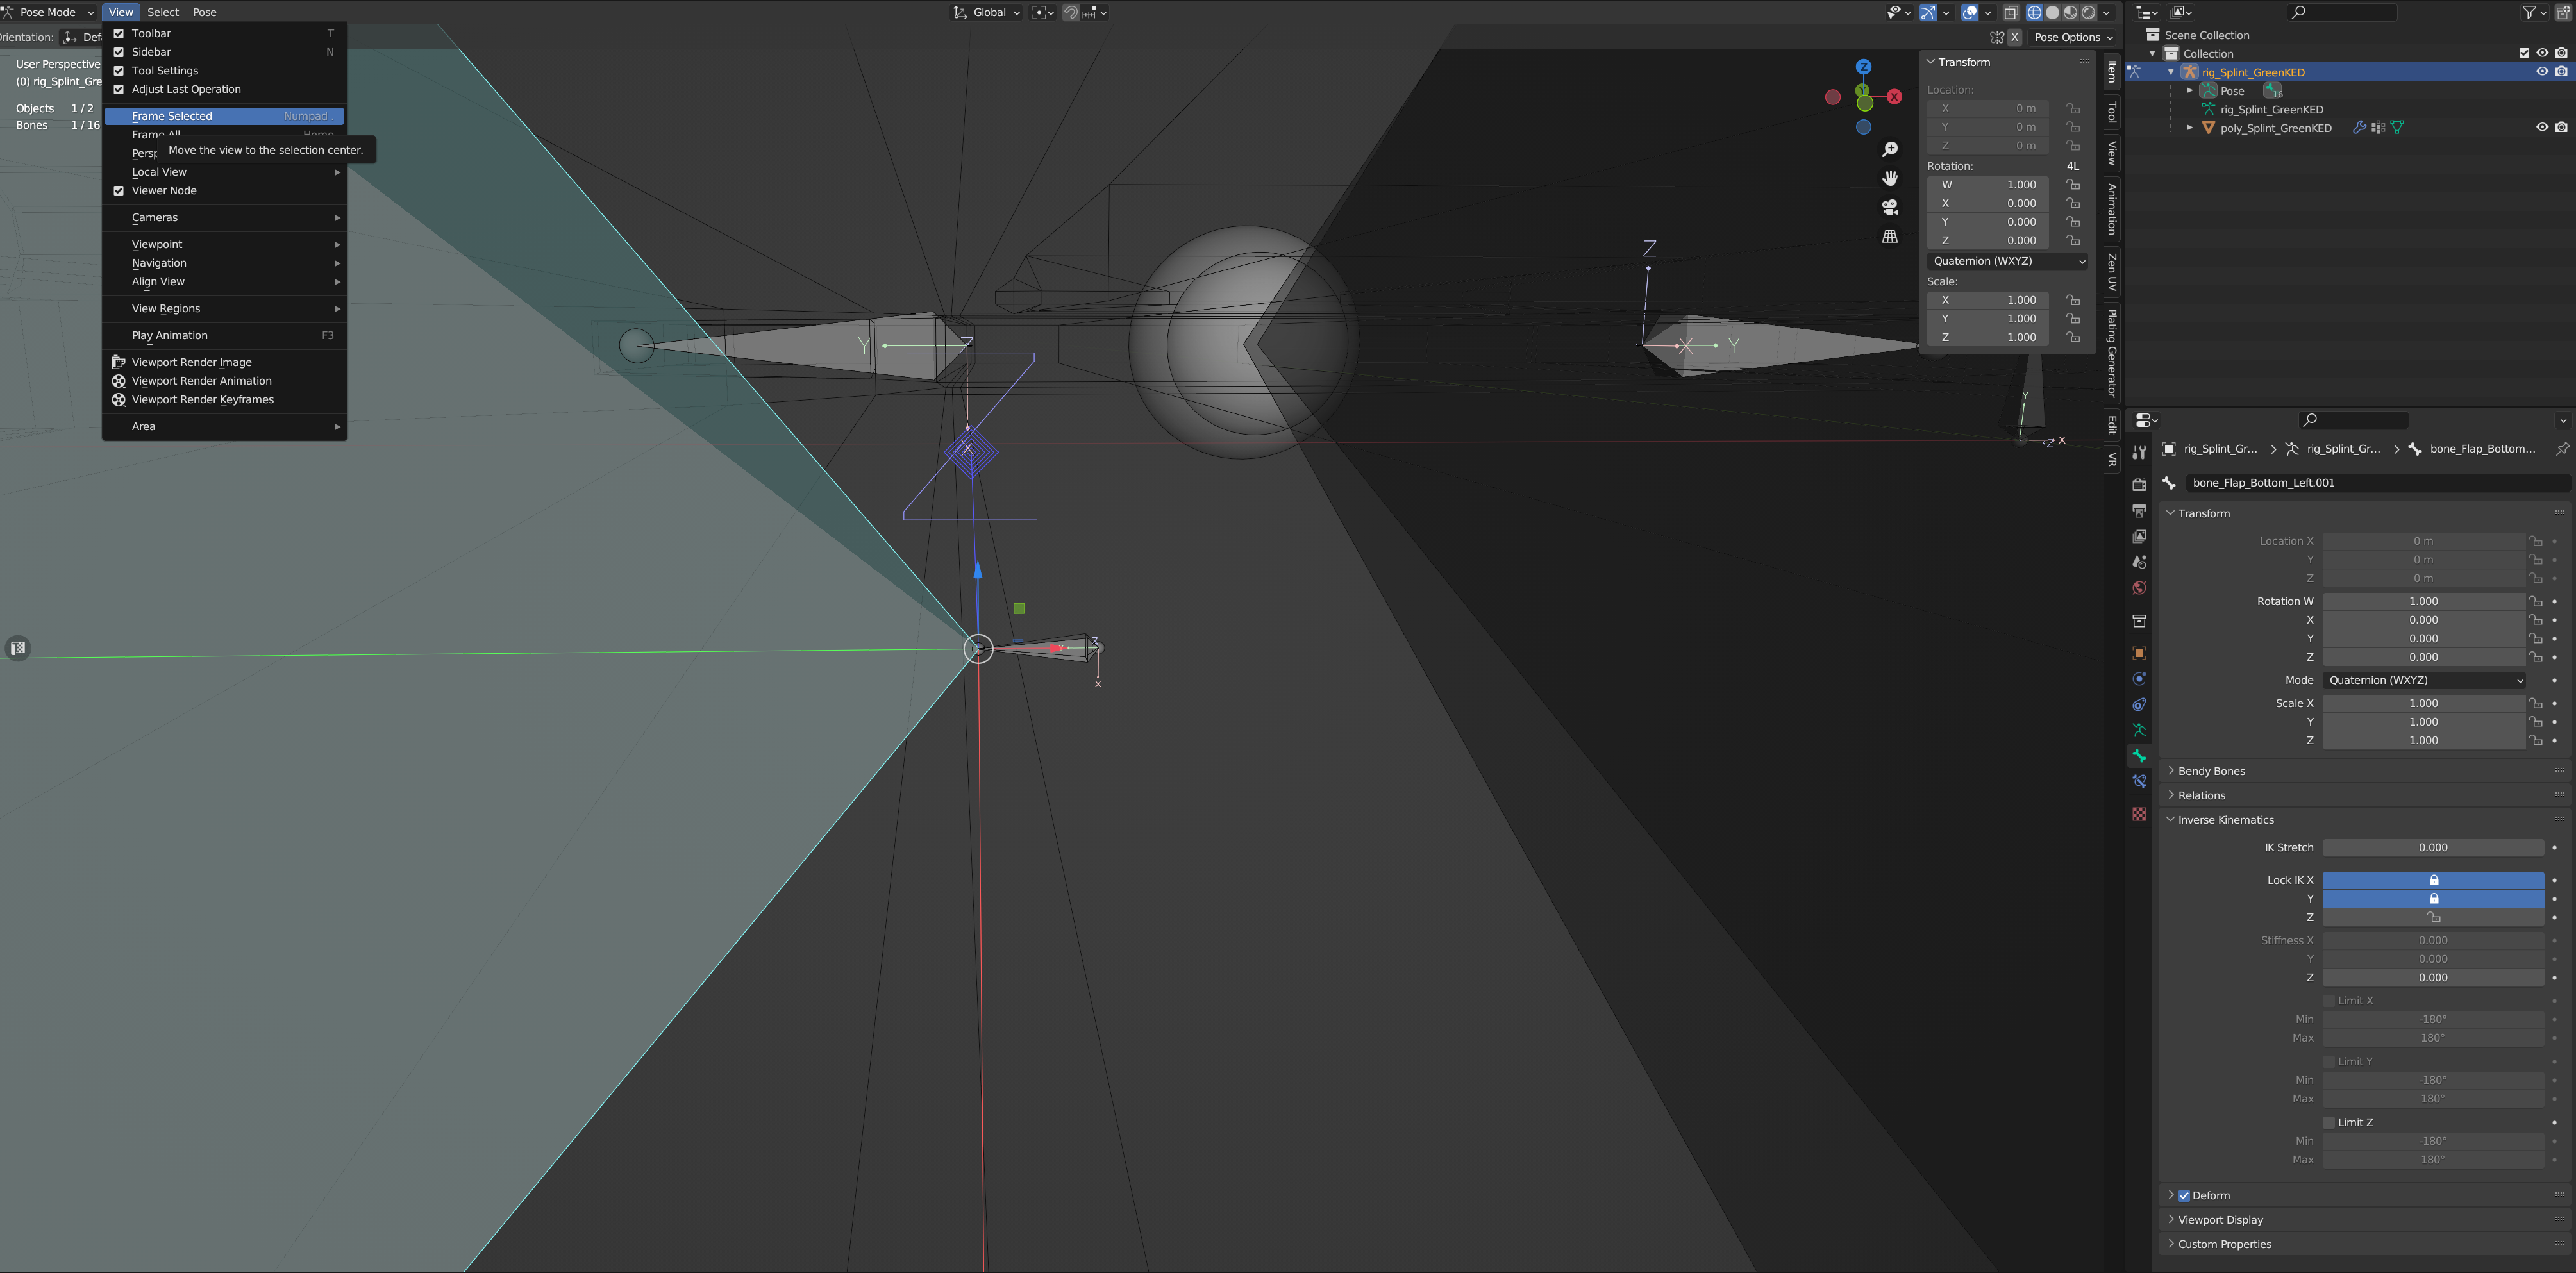 Pose Mode View Select Pose Global
Orientation: Def X Pose Options
User Perspective
(0) rig_Splint_Gre
Objects 1 / 2
Bones 1 / 16
Toolbar T
Sidebar N
Tool Settings
Adjust Last Operation
Frame Selected Numpad .
Frame All Home
Persp
Move the view to the selection center.
Local View
Viewer Node
Cameras
Viewpoint
Navigation
Align View
View Regions
Play Animation F3
Viewport Render Image
Viewport Render Animation
Viewport Render Keyframes
Area
Z
Y
X
Z
Y
X
Z
X Y
Y
Z X
Z
X
Transform
Location:
X 0 m
Y 0 m
Z 0 m
Rotation: 4L
W 1.000
X 0.000
Y 0.000
Z 0.000
Quaternion (WXYZ)
Scale:
X 1.000
Y 1.000
Z 1.000
Item
Tool
View
Animation
Zen UV
Plating Generator
Edit
VR
Scene Collection
Collection
rig_Splint_GreenKED
Pose 16
rig_Splint_GreenKED
poly_Splint_GreenKED
rig_Splint_Gr... rig_Splint_Gr... bone_Flap_Bottom...
bone_Flap_Bottom_Left.001
Transform
Location X 0 m
Y 0 m
Z 0 m
Rotation W 1.000
X 0.000
Y 0.000
Z 0.000
Mode Quaternion (WXYZ)
Scale X 1.000
Y 1.000
Z 1.000
Bendy Bones
Relations
Inverse Kinematics
IK Stretch 0.000
Lock IK X
Y
Z
Stiffness X 0.000
Y 0.000
Z 0.000
Limit X
Min -180°
Max 180°
Limit Y
Min -180°
Max 180°
Limit Z
Min -180°
Max 180°
Deform
Viewport Display
Custom Properties